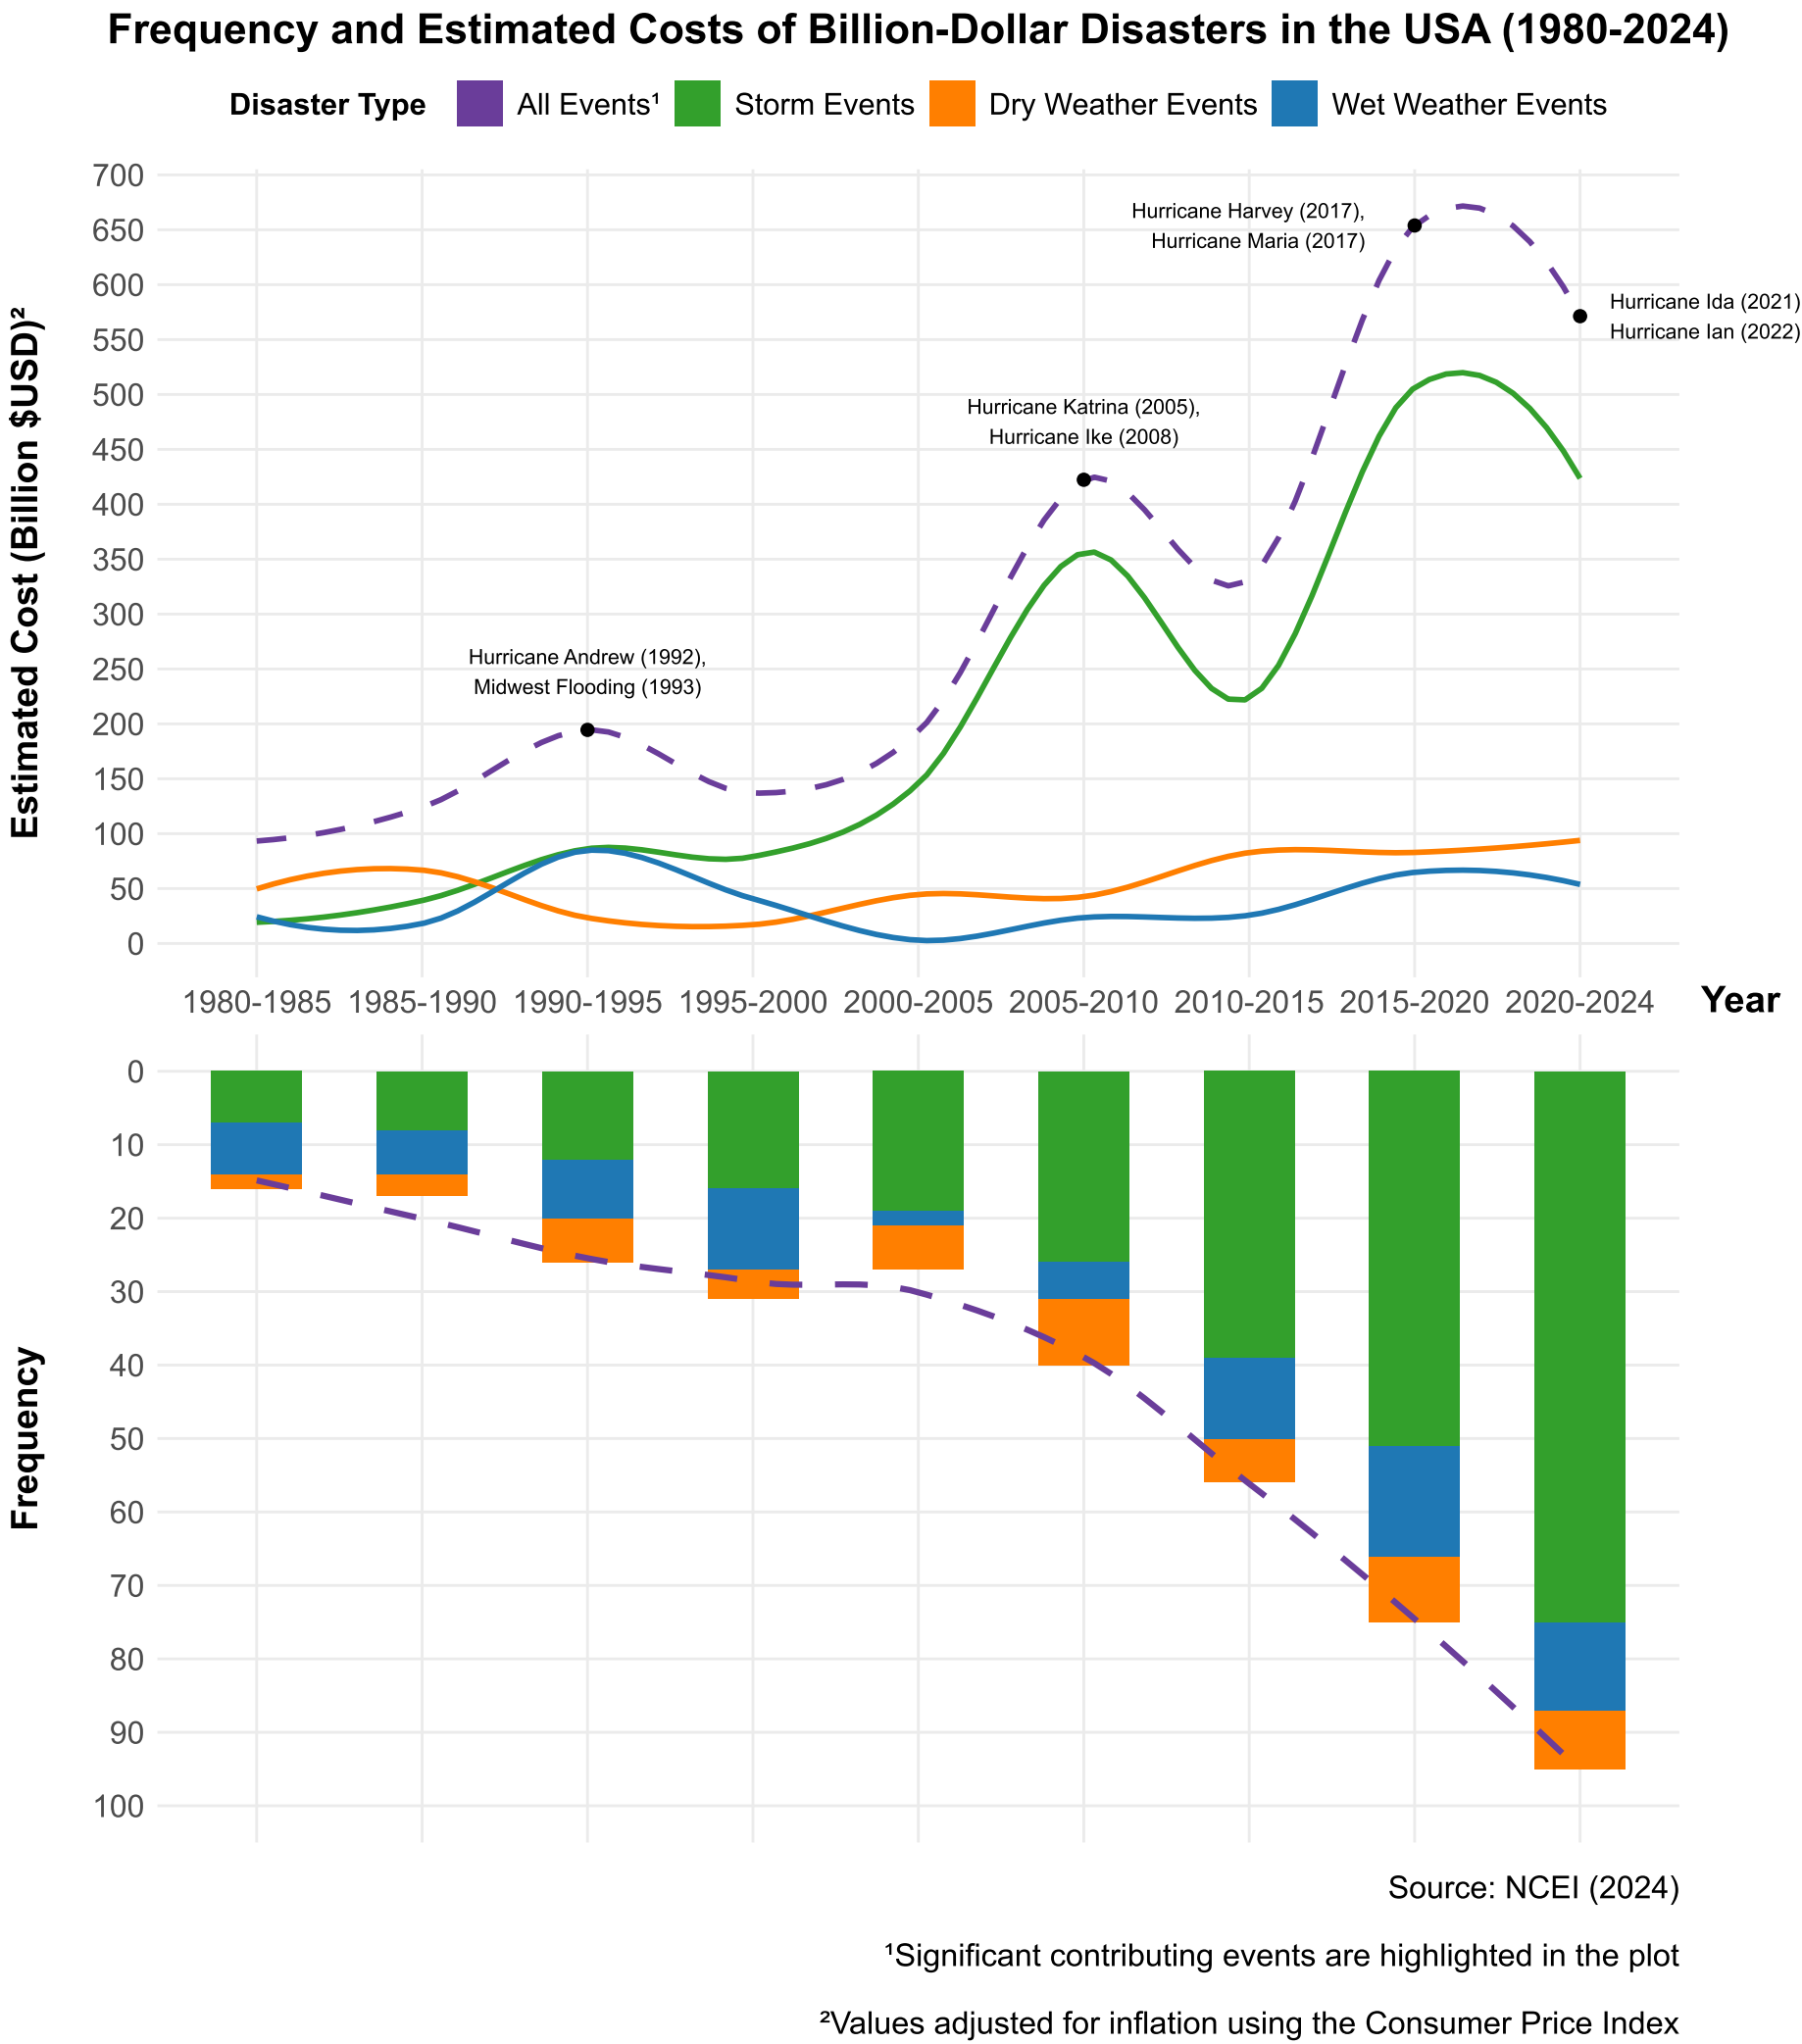 Frequency and Estimated Costs of Billion-Dollar Disasters in the USA (1980-2024)
Disaster Type All Events¹ Storm Events Dry Weather Events Wet Weather Events
Estimated Cost (Billion $USD)²
700
650
600
550
500
450
400
350
300
250
200
150
100
50
0
Hurricane Andrew (1992),
Midwest Flooding (1993)
Hurricane Katrina (2005),
Hurricane Ike (2008)
Hurricane Harvey (2017),
Hurricane Maria (2017)
Hurricane Ida (2021)
Hurricane Ian (2022)
1980-1985 1985-1990 1990-1995 1995-2000 2000-2005 2005-2010 2010-2015 2015-2020 2020-2024 Year
Frequency
0
10
20
30
40
50
60
70
80
90
100
Source: NCEI (2024)
¹Significant contributing events are highlighted in the plot
²Values adjusted for inflation using the Consumer Price Index